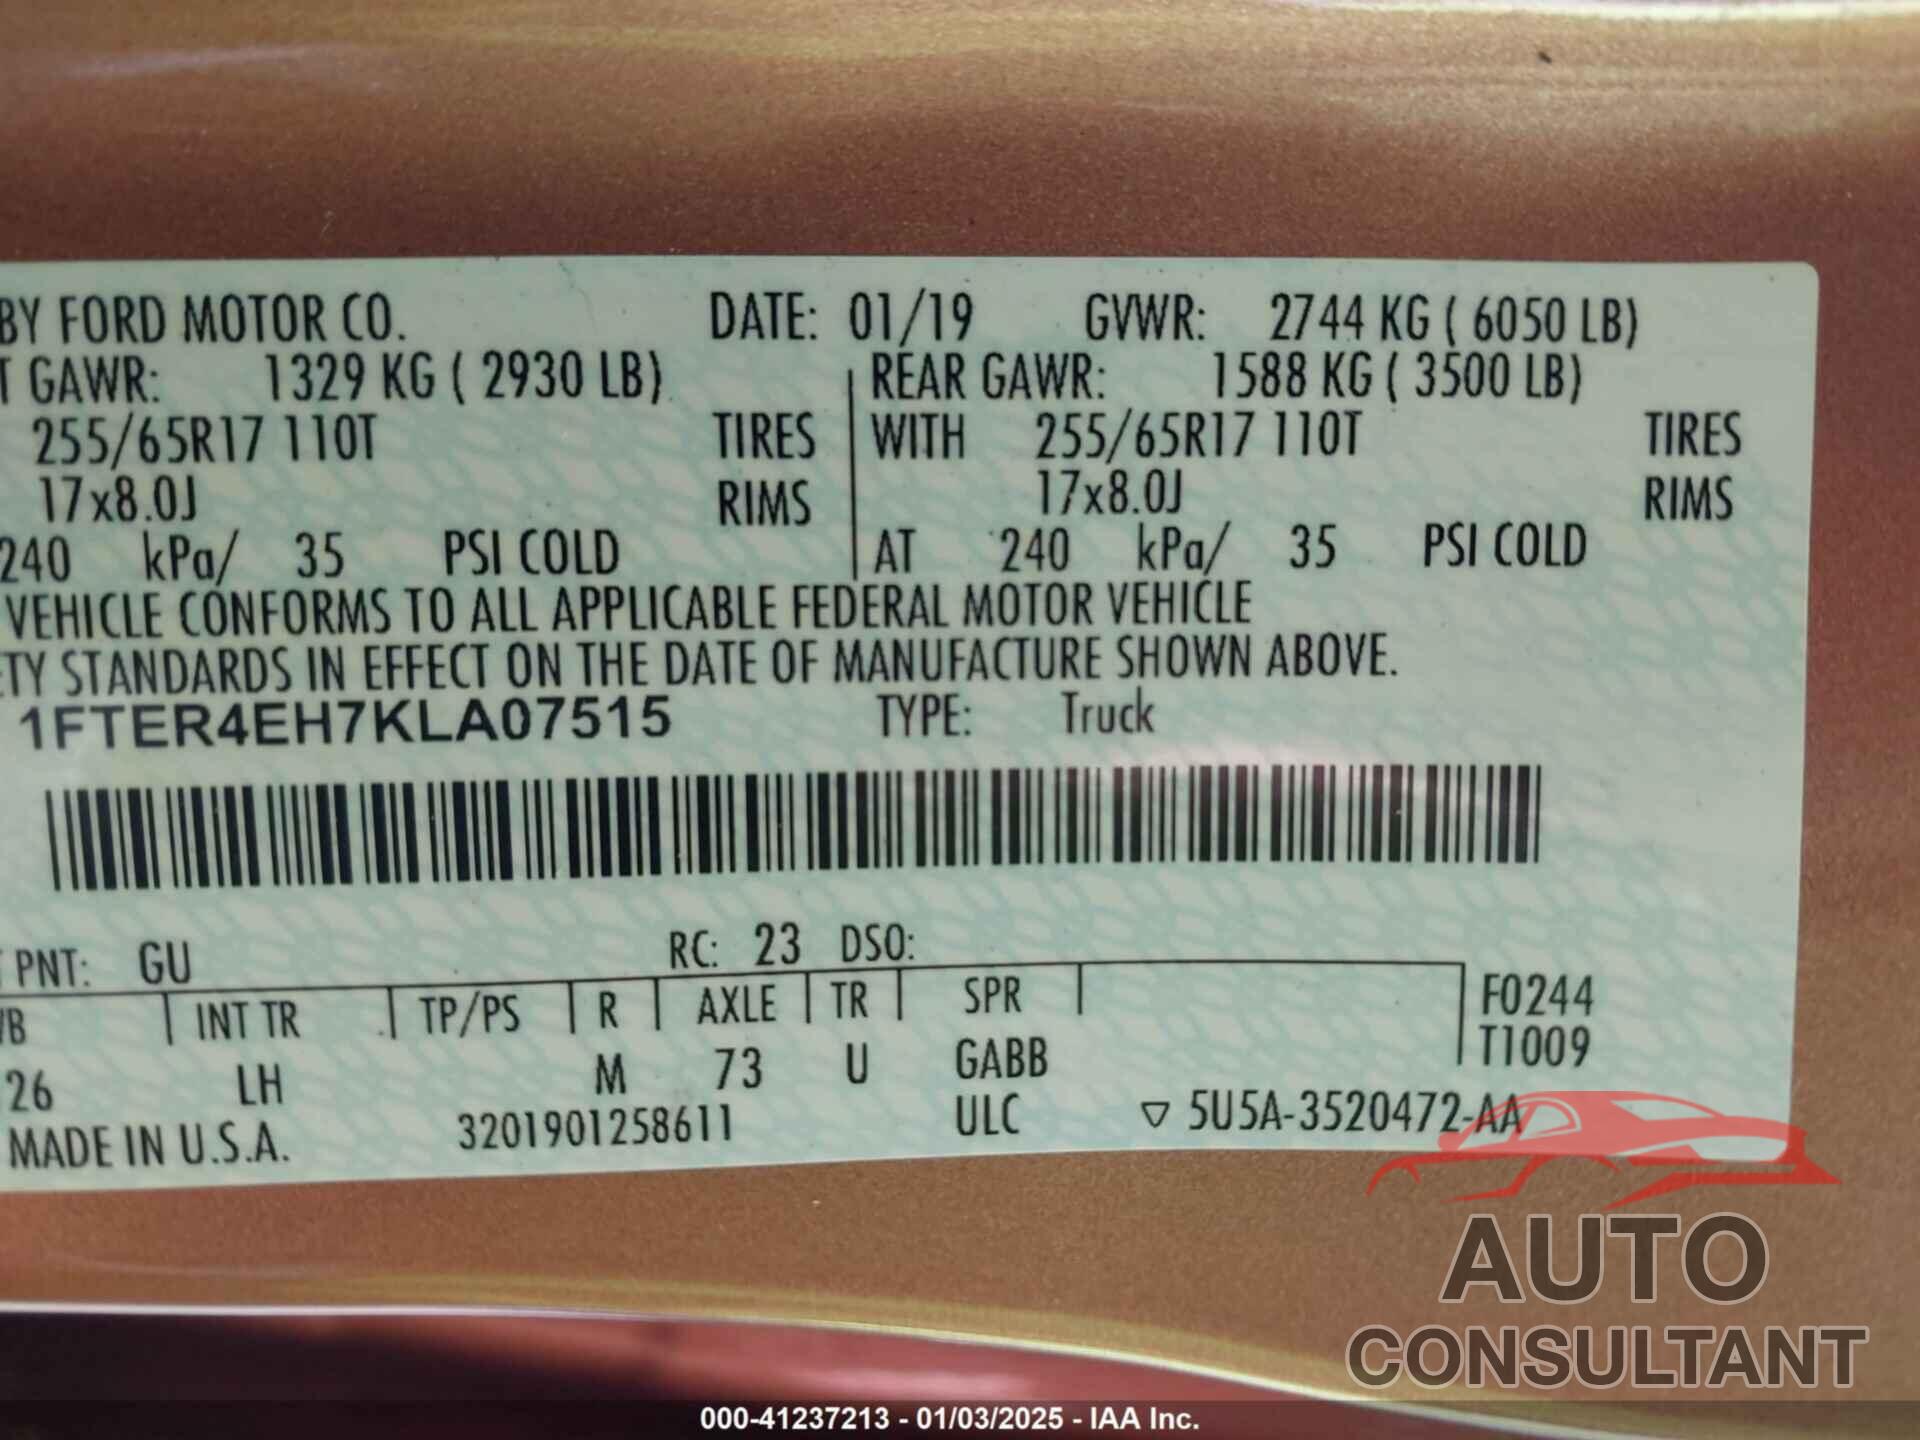 BY FORD MOTOR CO. DATE: 01/19 GVWR: 2744 KG ( 6050 LB)
T GAWR: 1329 KG ( 2930 LB) REAR GAWR: 1588 KG ( 3500 LB)
255/65R17 110T TIRES WITH 255/65R17 110T TIRES
17x8.0J RIMS 17x8.0J RIMS
240 kPa/ 35 PSI COLD AT 240 kPa/ 35 PSI COLD
VEHICLE CONFORMS TO ALL APPLICABLE FEDERAL MOTOR VEHICLE
ETY STANDARDS IN EFFECT ON THE DATE OF MANUFACTURE SHOWN ABOVE.
1FTER4EH7KLA07515 TYPE: Truck
T PNT: GU RC: 23 DSO:
WB INT TR TP/PS R AXLE TR SPR F0244
T1009
26 LH M 73 U GABB
MADE IN U.S.A. 3201901258611 ULC ▽ 5U5A-3520472-AA
AUTO
CONSULTANT
000-41237213 - 01/03/2025 - IAA Inc.